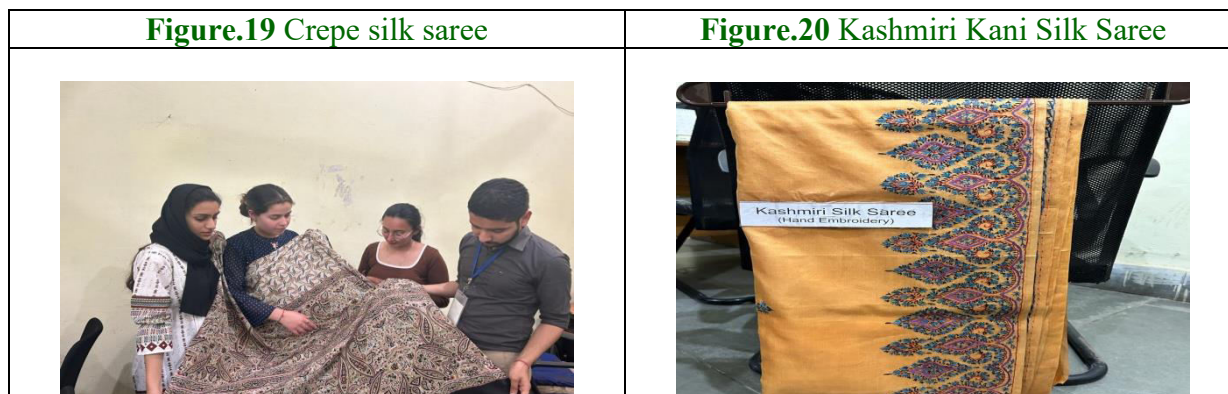 Figure.19 Crepe silk saree
Figure.20 Kashmiri Kani Silk Saree
Kashmiri Silk Saree
(Hand Embroidery)